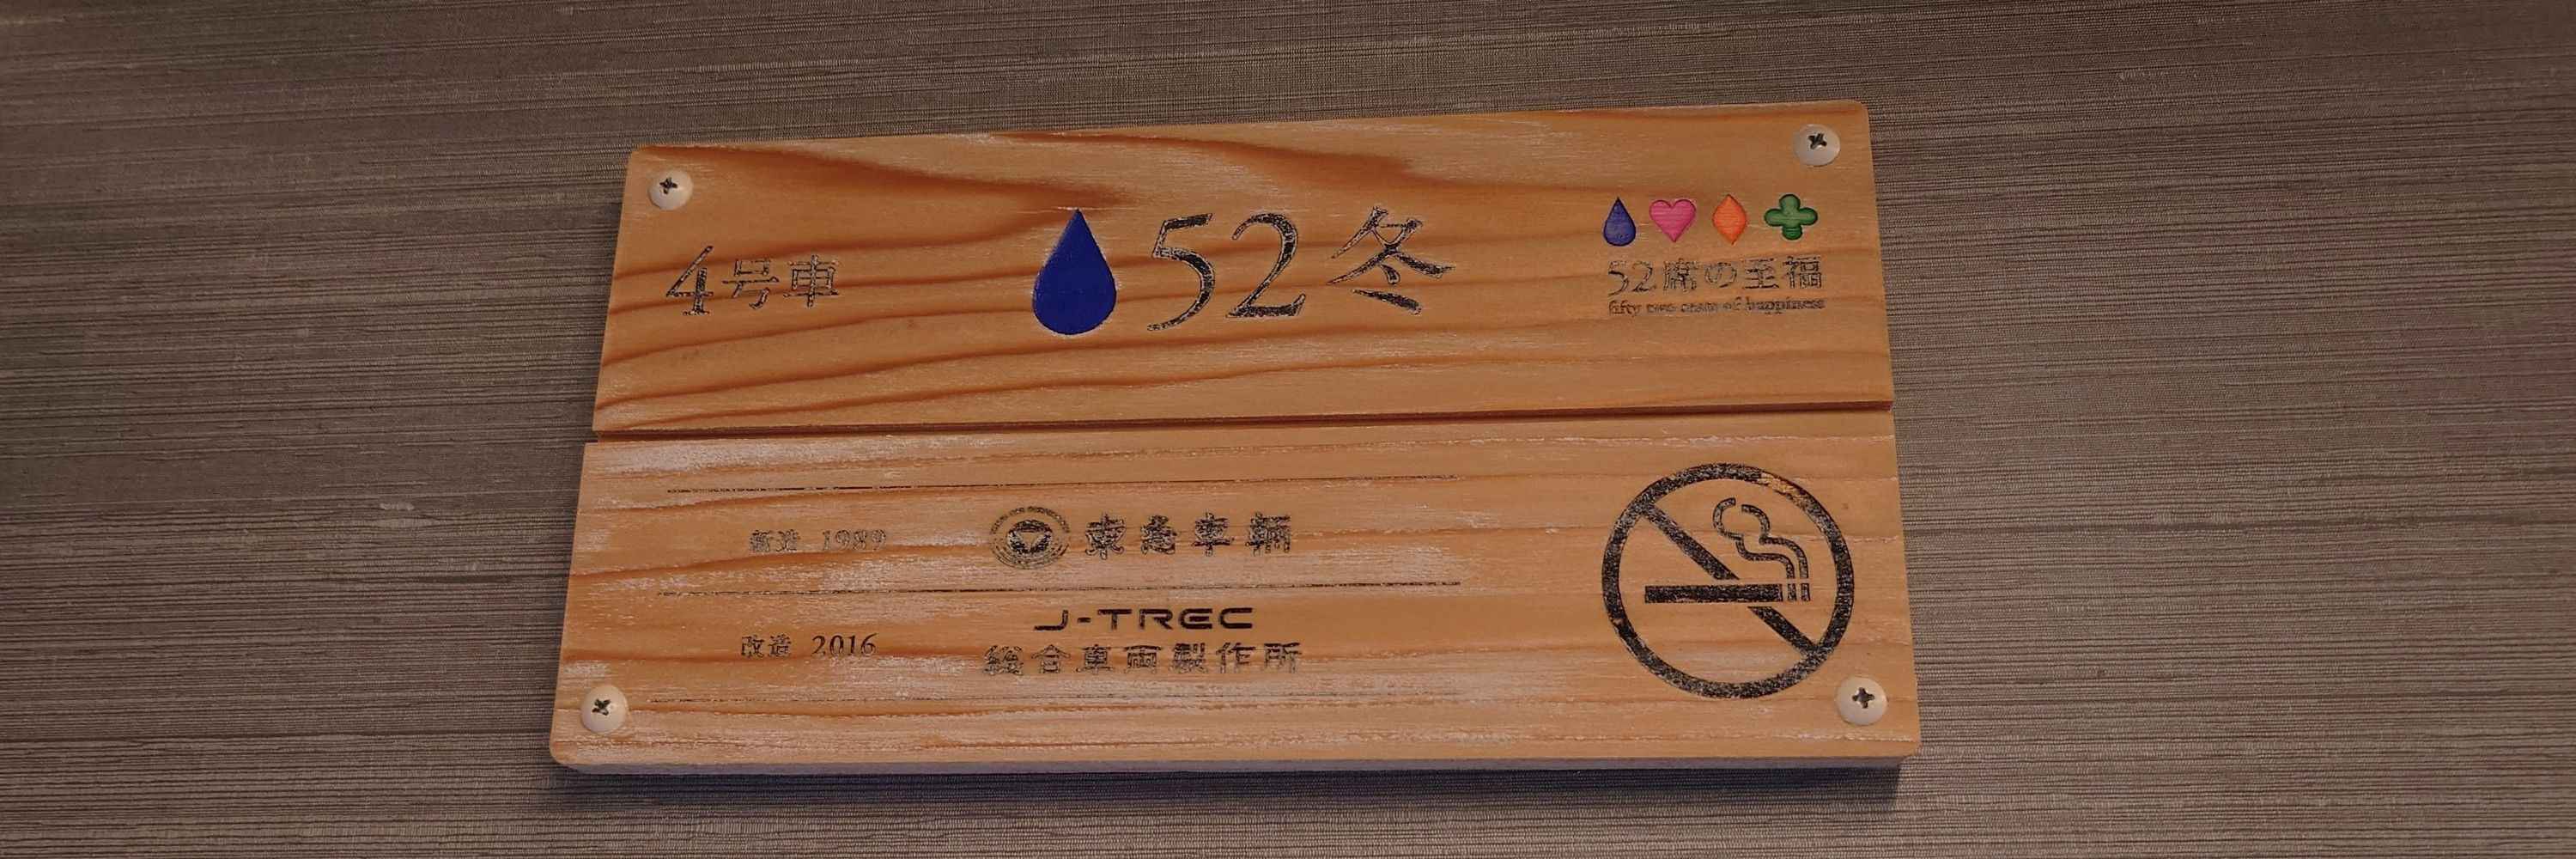 4号車
52冬
52席の至福
fifty two seats of happiness
新造 1989
東急車輛
改造 2016
J-TREC
総合車両製作所